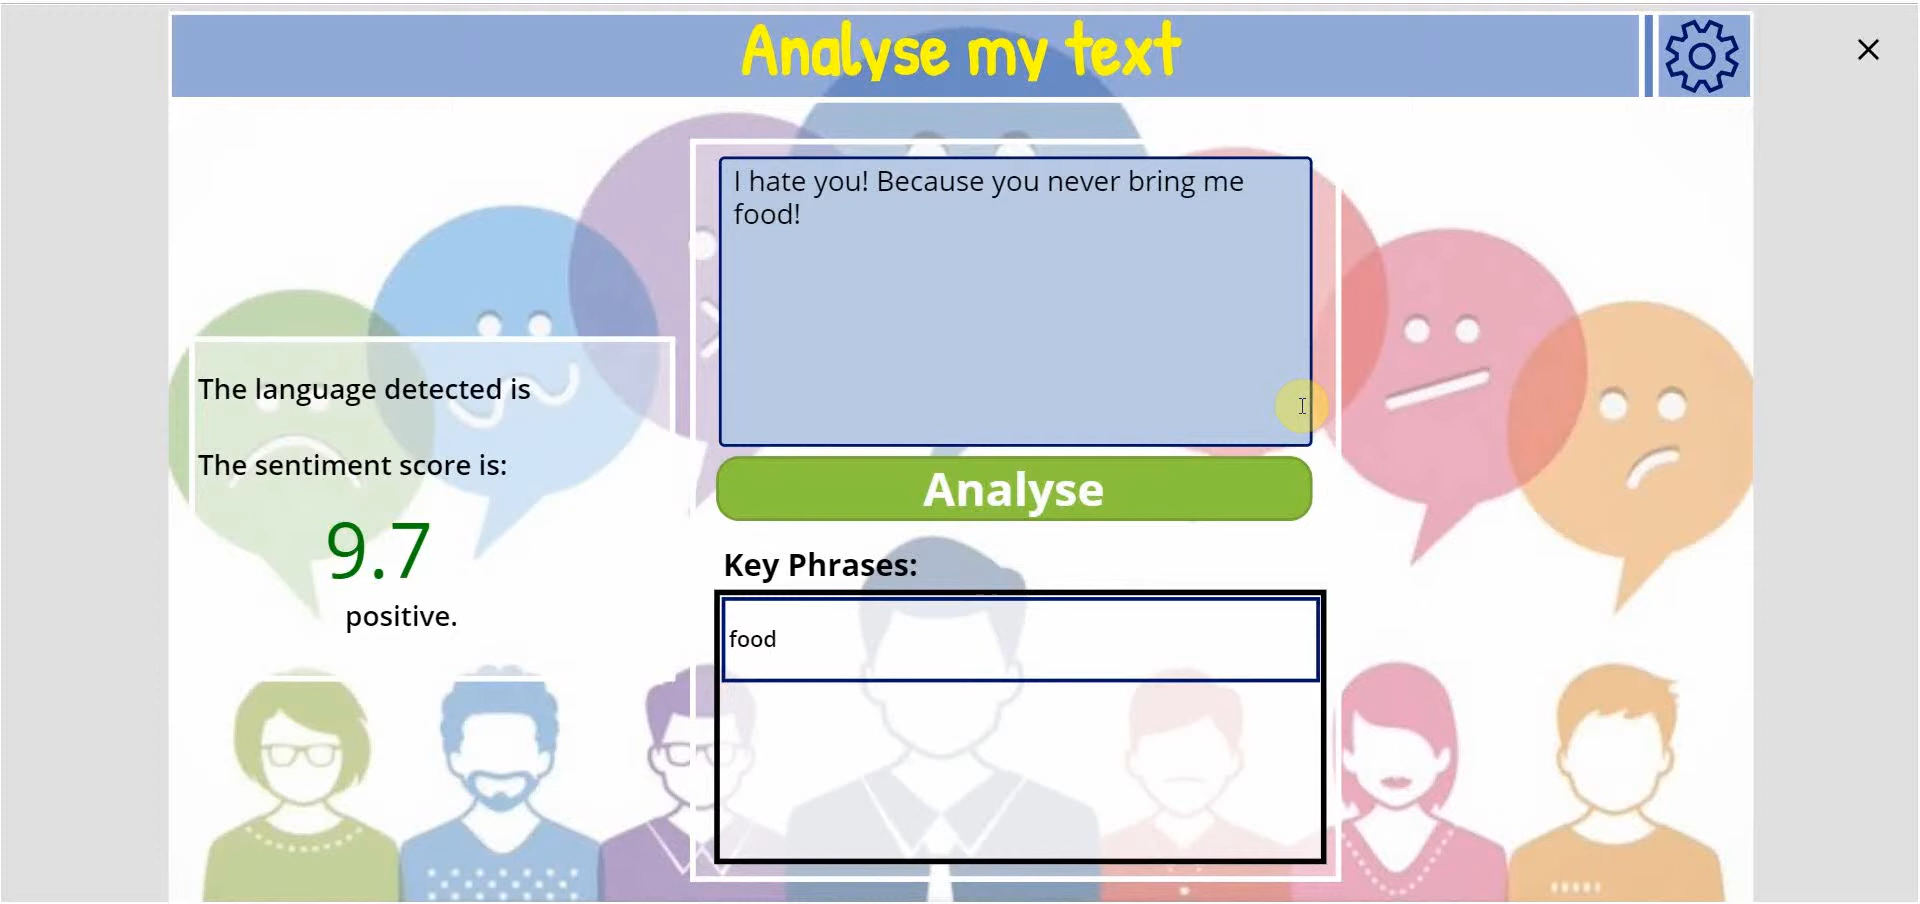 Analyse my text
I hate you! Because you never bring me
food!
The language detected is
The sentiment score is:
9.7
positive.
Analyse
Key Phrases:
food